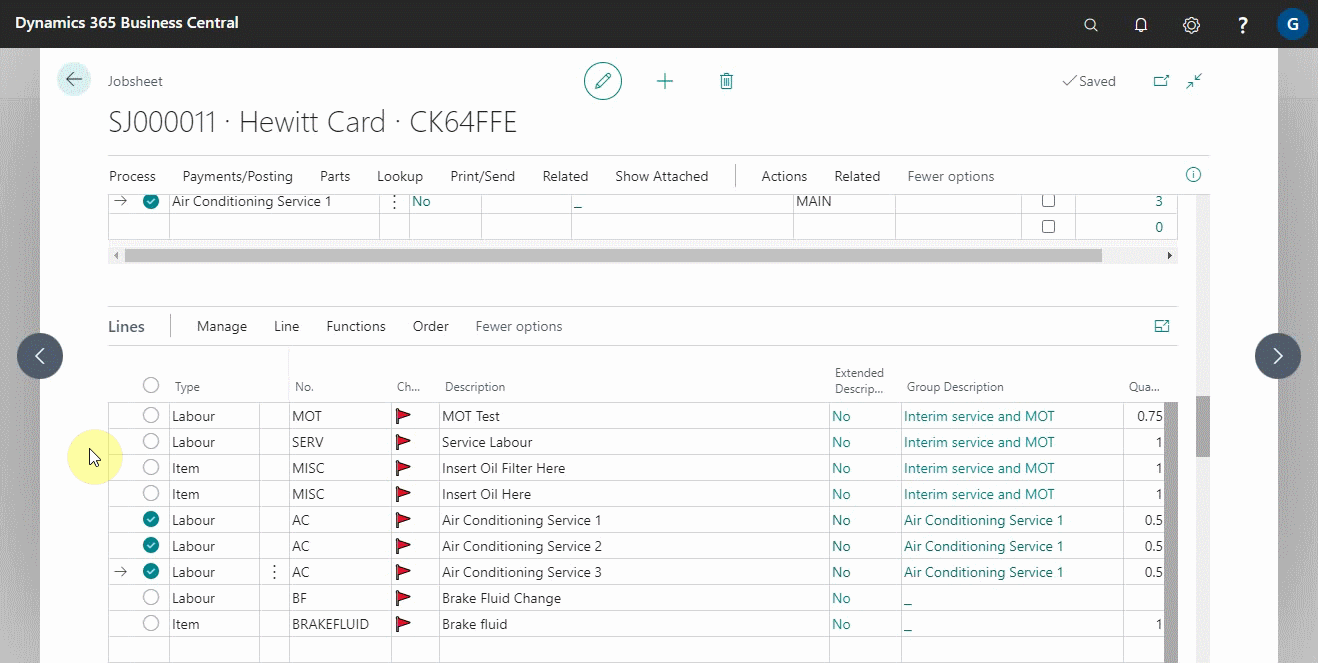 Dynamics 365 Business Central
? G
Jobsheet Saved
SJ000011 · Hewitt Card · CK64FFE
Process Payments/Posting Parts Lookup Print/Send Related Show Attached Actions Related Fewer options
Air Conditioning Service 1 No _ MAIN 3
0
Lines Manage Line Functions Order Fewer options
Type No. Ch... Description Extended Descrip... Group Description Qua...
Labour MOT MOT Test No Interim service and MOT 0.75
Labour SERV Service Labour No Interim service and MOT 1
Item MISC Insert Oil Filter Here No Interim service and MOT 1
Item MISC Insert Oil Here No Interim service and MOT 1
Labour AC Air Conditioning Service 1 No Air Conditioning Service 1 0.5
Labour AC Air Conditioning Service 2 No Air Conditioning Service 1 0.5
Labour AC Air Conditioning Service 3 No Air Conditioning Service 1 0.5
Labour BF Brake Fluid Change No _
Item BRAKEFLUID Brake fluid No _ 1